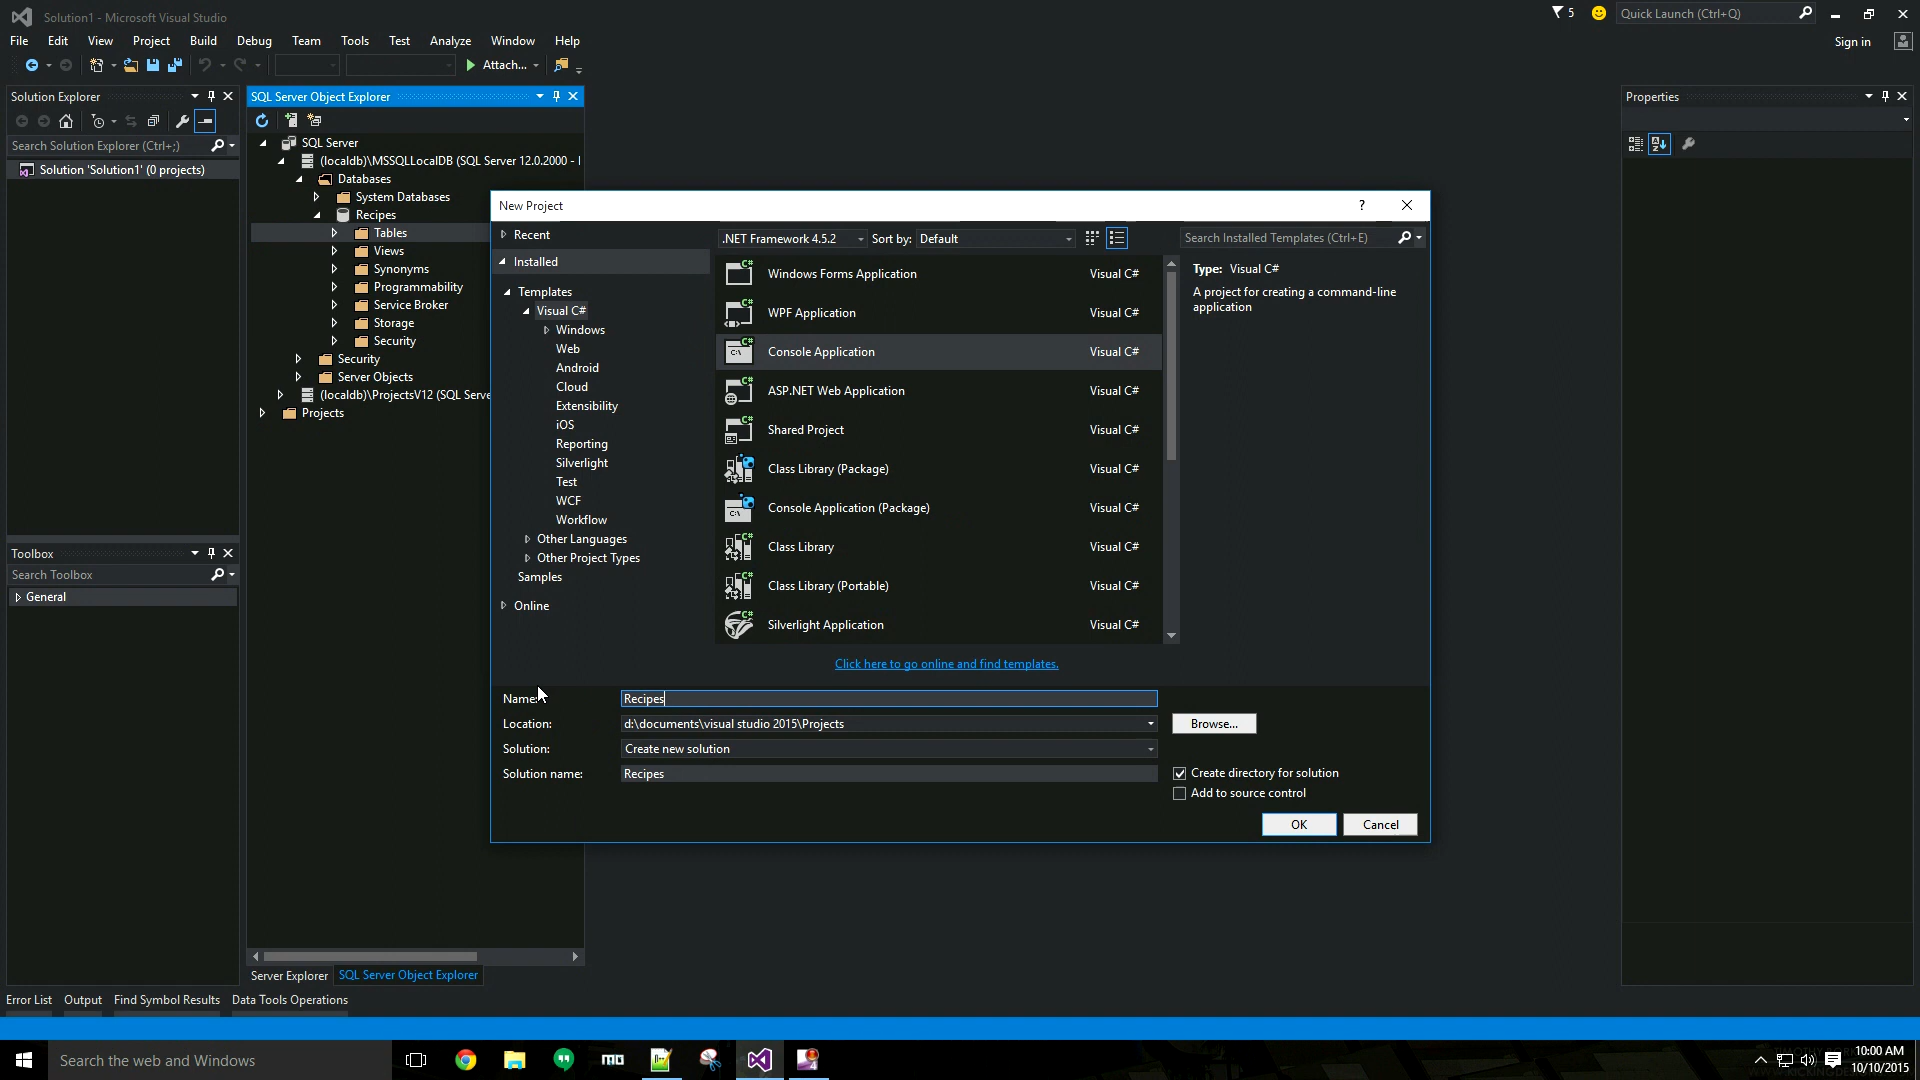 Solution1 - Microsoft Visual Studio
5
Quick Launch (Ctrl+Q)
File Edit View Project Build Debug Team Tools Test Analyze Window Help
Sign in
Attach...
Solution Explorer
Search Solution Explorer (Ctrl+;)
Solution 'Solution1' (0 projects)
SQL Server Object Explorer
SQL Server
(localdb)\MSSQLLocalDB (SQL Server 12.0.2000 -
Databases
System Databases
Recipes
Tables
Views
Synonyms
Programmability
Service Broker
Storage
Security
Security
Server Objects
(localdb)\ProjectsV12 (SQL Serve
Projects
Toolbox
Search Toolbox
General
Server Explorer SQL Server Object Explorer
New Project
?
Recent
Installed
Templates
Visual C#
Windows
Web
Android
Cloud
Extensibility
iOS
Reporting
Silverlight
Test
WCF
Workflow
Other Languages
Other Project Types
Samples
Online
.NET Framework 4.5.2 Sort by: Default
Search Installed Templates (Ctrl+E)
Windows Forms Application Visual C#
WPF Application Visual C#
Console Application Visual C#
ASP.NET Web Application Visual C#
Shared Project Visual C#
Class Library (Package) Visual C#
Console Application (Package) Visual C#
Class Library Visual C#
Class Library (Portable) Visual C#
Silverlight Application Visual C#
Click here to go online and find templates.
Type: Visual C#
A project for creating a command-line
application
Name: Recipes
Location: d:\documents\visual studio 2015\Projects
Browse...
Solution: Create new solution
Solution name: Recipes
Create directory for solution
Add to source control
OK Cancel
Properties
Error List Output Find Symbol Results Data Tools Operations
Search the web and Windows
10:00 AM
10/10/2015